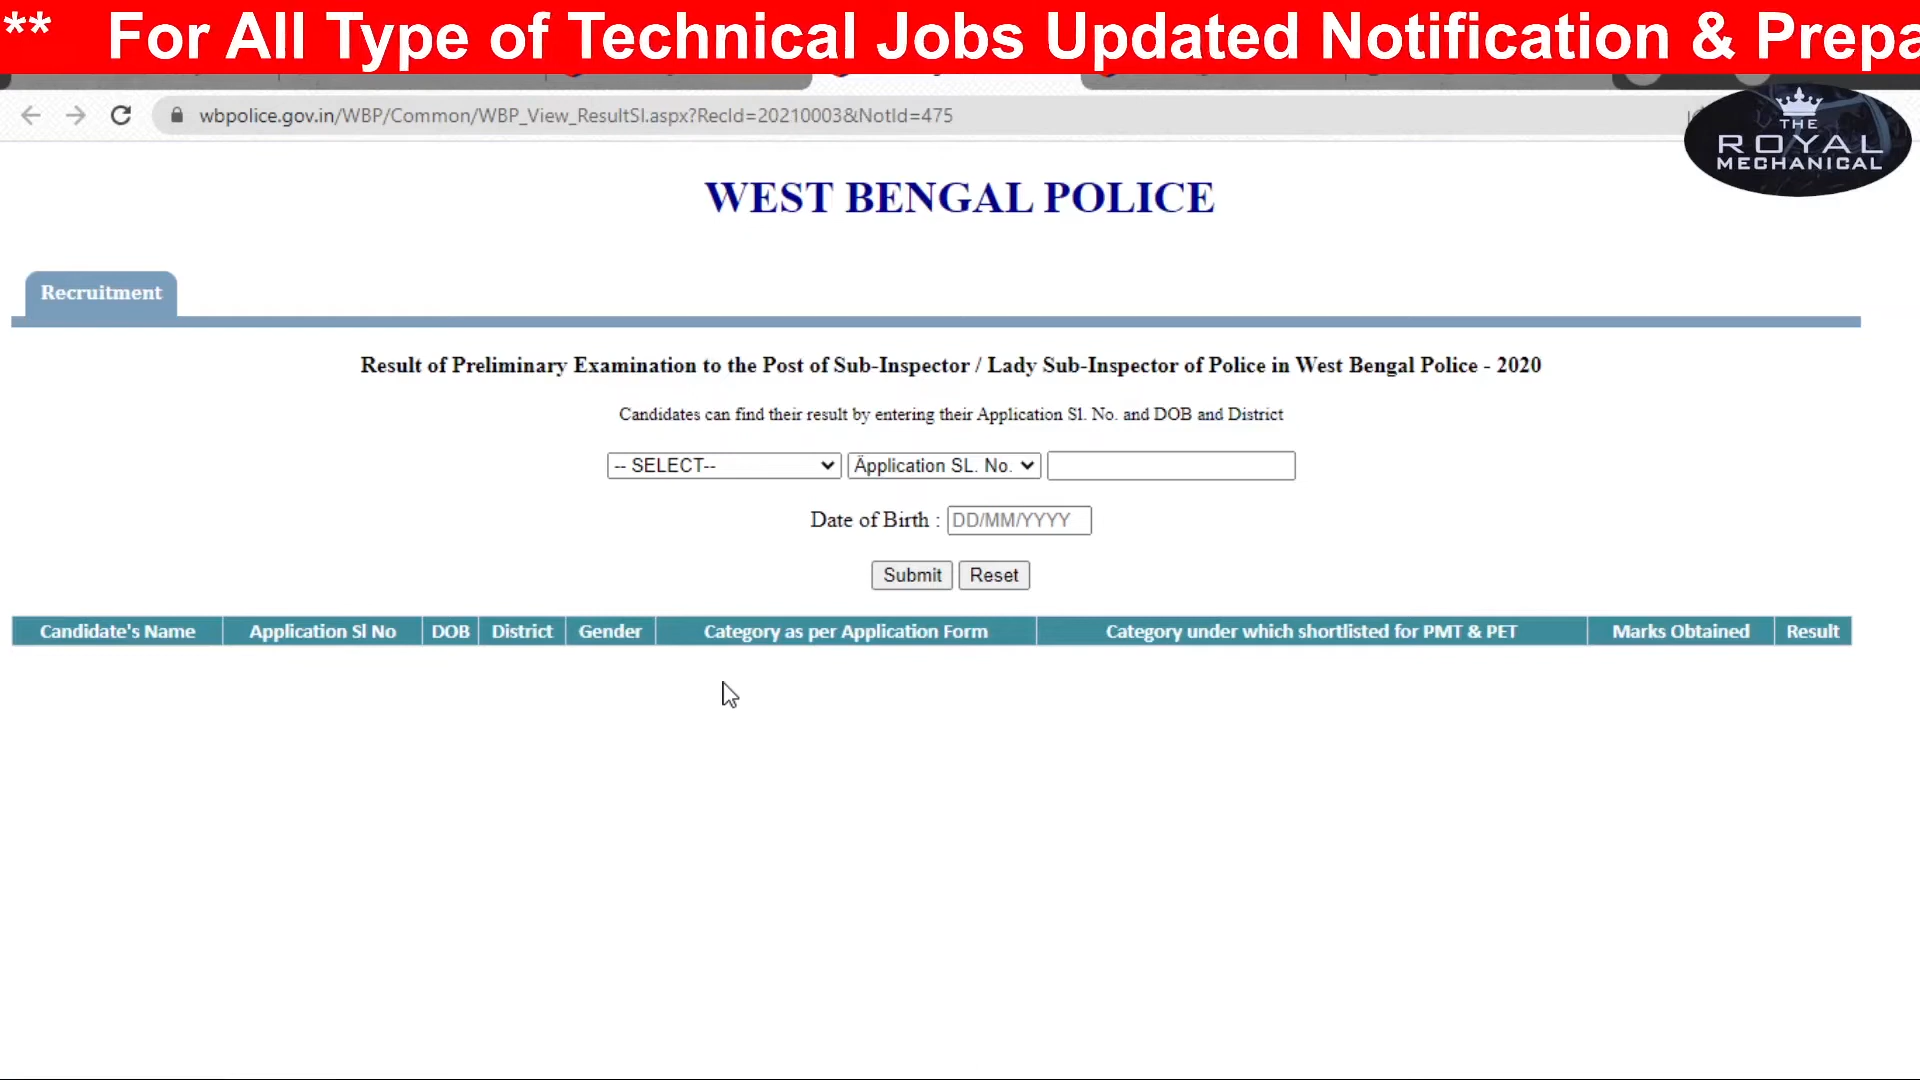 ** For All Type of Technical Jobs Updated Notification & Prepa
wbpolice.gov.in/WBP/Common/WBP_View_ResultSI.aspx?RecId=20210003&NotId=475
THE
ROYAL
MECHANICAL
WEST BENGAL POLICE
Recruitment
Result of Preliminary Examination to the Post of Sub-Inspector / Lady Sub-Inspector of Police in West Bengal Police - 2020
Candidates can find their result by entering their Application Sl. No. and DOB and District
-- SELECT-- Application SL. No.
Date of Birth : DD/MM/YYYY
Submit Reset
Candidate's Name Application Sl No DOB District Gender Category as per Application Form Category under which shortlisted for PMT & PET Marks Obtained Result